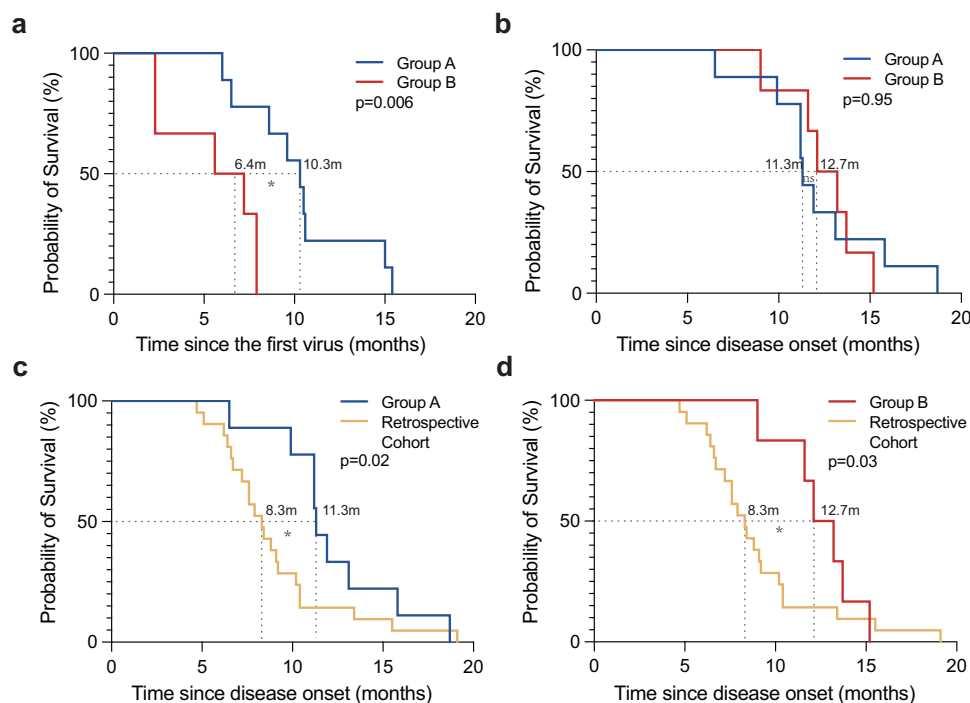 a
Probability of Survival (%)
100
50
0
0 5 10 15 20
Time since the first virus (months)
Group A
Group B
p=0.006
6.4m
10.3m
*
b
Probability of Survival (%)
100
50
0
0 5 10 15 20
Time since disease onset (months)
Group A
Group B
p=0.95
11.3m
12.7m
ns
c
Probability of Survival (%)
100
50
0
0 5 10 15 20
Time since disease onset (months)
Group A
Retrospective
Cohort
p=0.02
8.3m
11.3m
*
d
Probability of Survival (%)
100
50
0
0 5 10 15 20
Time since disease onset (months)
Group B
Retrospective
Cohort
p=0.03
8.3m
12.7m
*